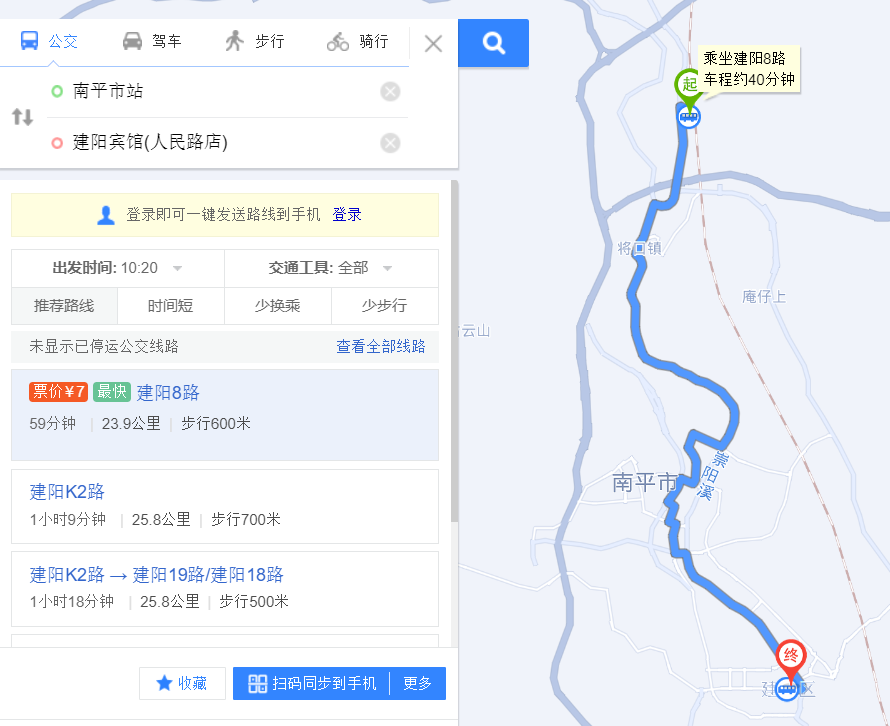 公交 驾车 步行 骑行
南平市站
建阳宾馆(人民路店)
登录即可一键发送路线到手机 登录
出发时间: 10:20 交通工具: 全部
推荐路线 时间短 少换乘 少步行
未显示已停运公交线路 查看全部线路
票价¥7 最快 建阳8路
59分钟 | 23.9公里 | 步行600米
建阳K2路
1小时9分钟 | 25.8公里 | 步行700米
建阳K2路 → 建阳19路/建阳18路
1小时18分钟 | 25.8公里 | 步行500米
收藏 扫码同步到手机 更多
乘坐建阳8路
车程约40分钟
起
将口镇
庵仔上
云山
南平市
崇阳溪
终
建 区